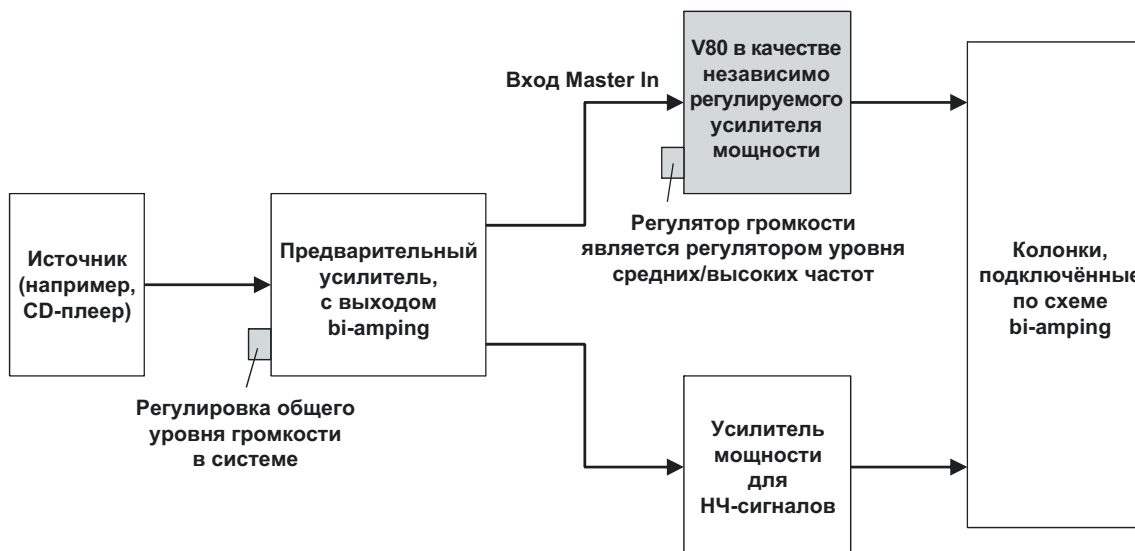 Источник
(например,
CD-плеер)
Регулировка общего
уровня громкости
в системе
Предварительный
усилитель,
с выходом
bi-amping
Вход Master In
V80 в качестве
независимо
регулируемого
усилителя
мощности
Регулятор громкости
является регулятором уровня
средних/высоких частот
Усилитель
мощности
для
НЧ-сигналов
Колонки,
подключённые
по схеме
bi-amping